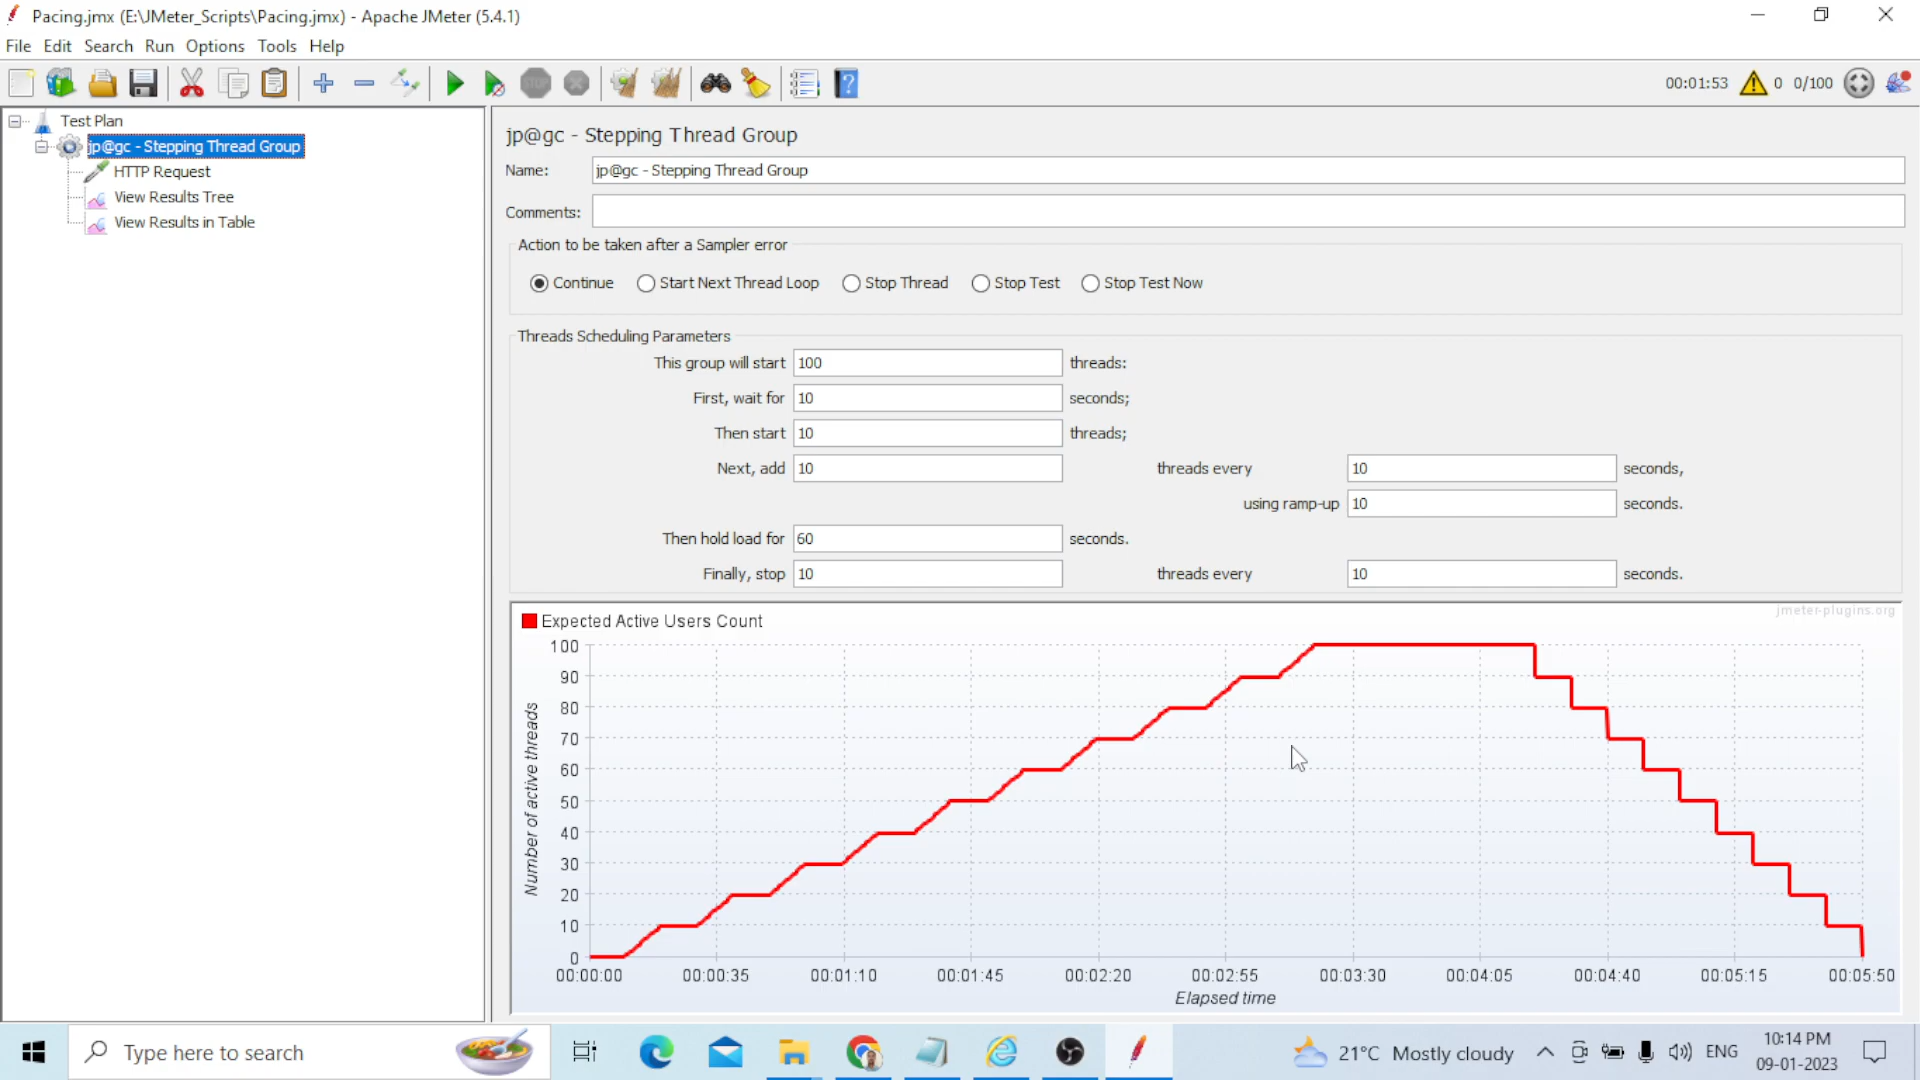 Pacing.jmx (E:\JMeter_Scripts\Pacing.jmx) - Apache JMeter (5.4.1)
File Edit Search Run Options Tools Help
STOP
00:01:53 0 0/100
Test Plan
jp@gc - Stepping Thread Group
HTTP Request
View Results Tree
View Results in Table
jp@gc - Stepping Thread Group
Name: jp@gc - Stepping Thread Group
Comments:
Action to be taken after a Sampler error
Continue Start Next Thread Loop Stop Thread Stop Test Stop Test Now
Threads Scheduling Parameters
This group will start 100 threads:
First, wait for 10 seconds;
Then start 10 threads;
Next, add 10 threads every 10 seconds,
using ramp-up 10 seconds.
Then hold load for 60 seconds.
Finally, stop 10 threads every 10 seconds.
jmeter-plugins.org
Expected Active Users Count
100
90
80
70
60
50
40
30
20
10
0
Number of active threads
00:00:00 00:00:35 00:01:10 00:01:45 00:02:20 00:02:55 00:03:30 00:04:05 00:04:40 00:05:15 00:05:50
Elapsed time
Type here to search
21°C Mostly cloudy
ENG
10:14 PM
09-01-2023